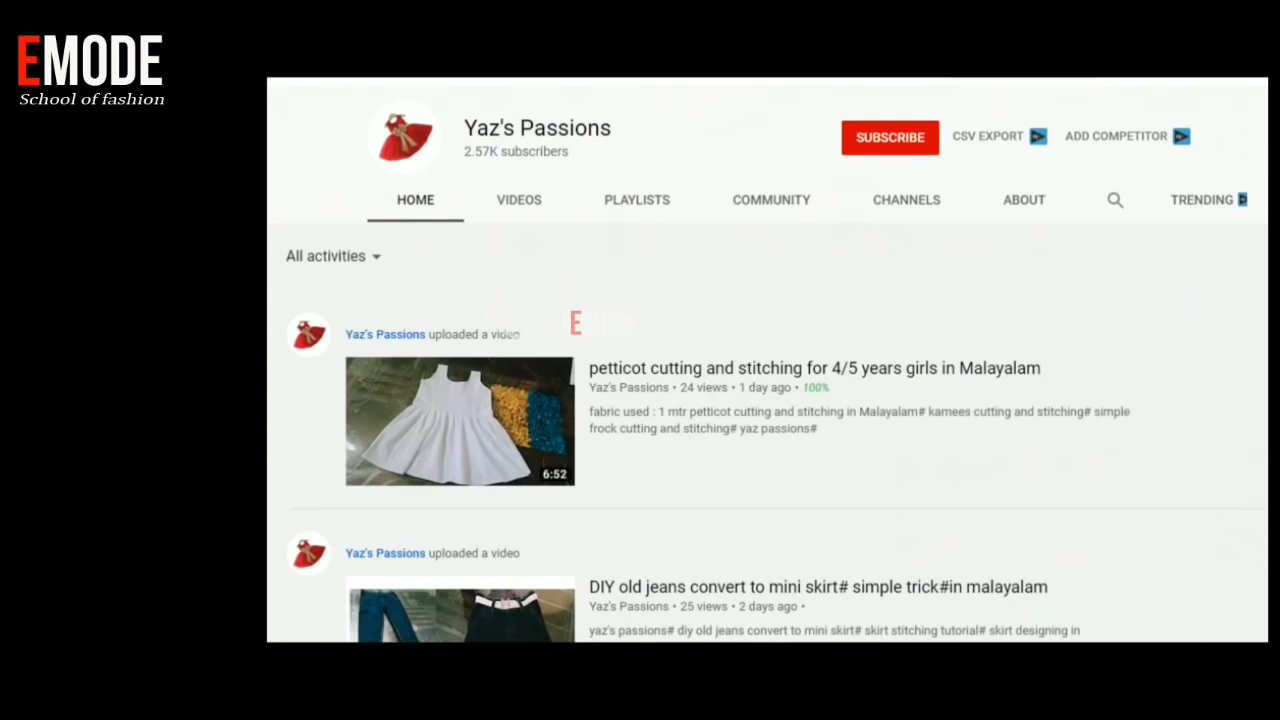 EMODE
School of fashion
Yaz's Passions
2.57K subscribers
SUBSCRIBE
CSV EXPORT
ADD COMPETITOR
HOME
VIDEOS
PLAYLISTS
COMMUNITY
CHANNELS
ABOUT
TRENDING
All activities
Yaz's Passions uploaded a video
6:52
petticot cutting and stitching for 4/5 years girls in Malayalam
Yaz's Passions • 24 views • 1 day ago • 100%
fabric used : 1 mtr petticot cutting and stitching in Malayalam# kamees cutting and stitching# simple
frock cutting and stitching# yaz passions#
Yaz's Passions uploaded a video
DIY old jeans convert to mini skirt# simple trick#in malayalam
Yaz's Passions • 25 views • 2 days ago •
yaz's passions# diy old jeans convert to mini skirt# skirt stitching tutorial# skirt designing in